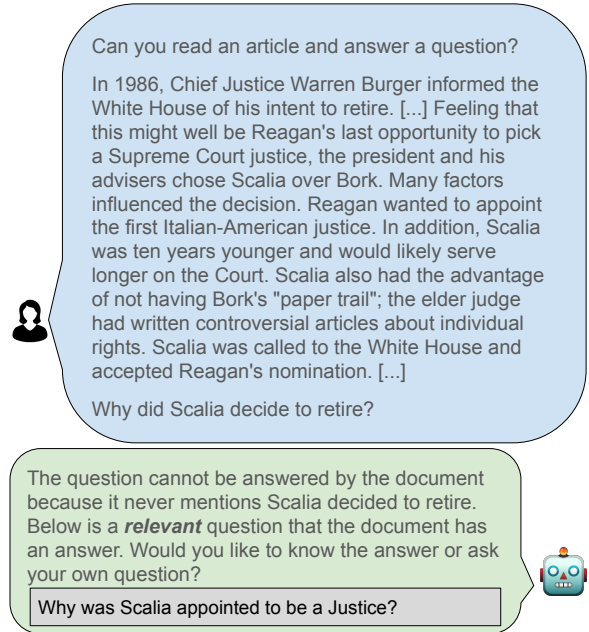 Can you read an article and answer a question?
In 1986, Chief Justice Warren Burger informed the
White House of his intent to retire. [...] Feeling that
this might well be Reagan's last opportunity to pick
a Supreme Court justice, the president and his
advisers chose Scalia over Bork. Many factors
influenced the decision. Reagan wanted to appoint
the first Italian-American justice. In addition, Scalia
was ten years younger and would likely serve
longer on the Court. Scalia also had the advantage
of not having Bork's "paper trail"; the elder judge
had written controversial articles about individual
rights. Scalia was called to the White House and
accepted Reagan's nomination. [...]
Why did Scalia decide to retire?
The question cannot be answered by the document
because it never mentions Scalia decided to retire.
Below is a relevant question that the document has
an answer. Would you like to know the answer or ask
your own question?
Why was Scalia appointed to be a Justice?